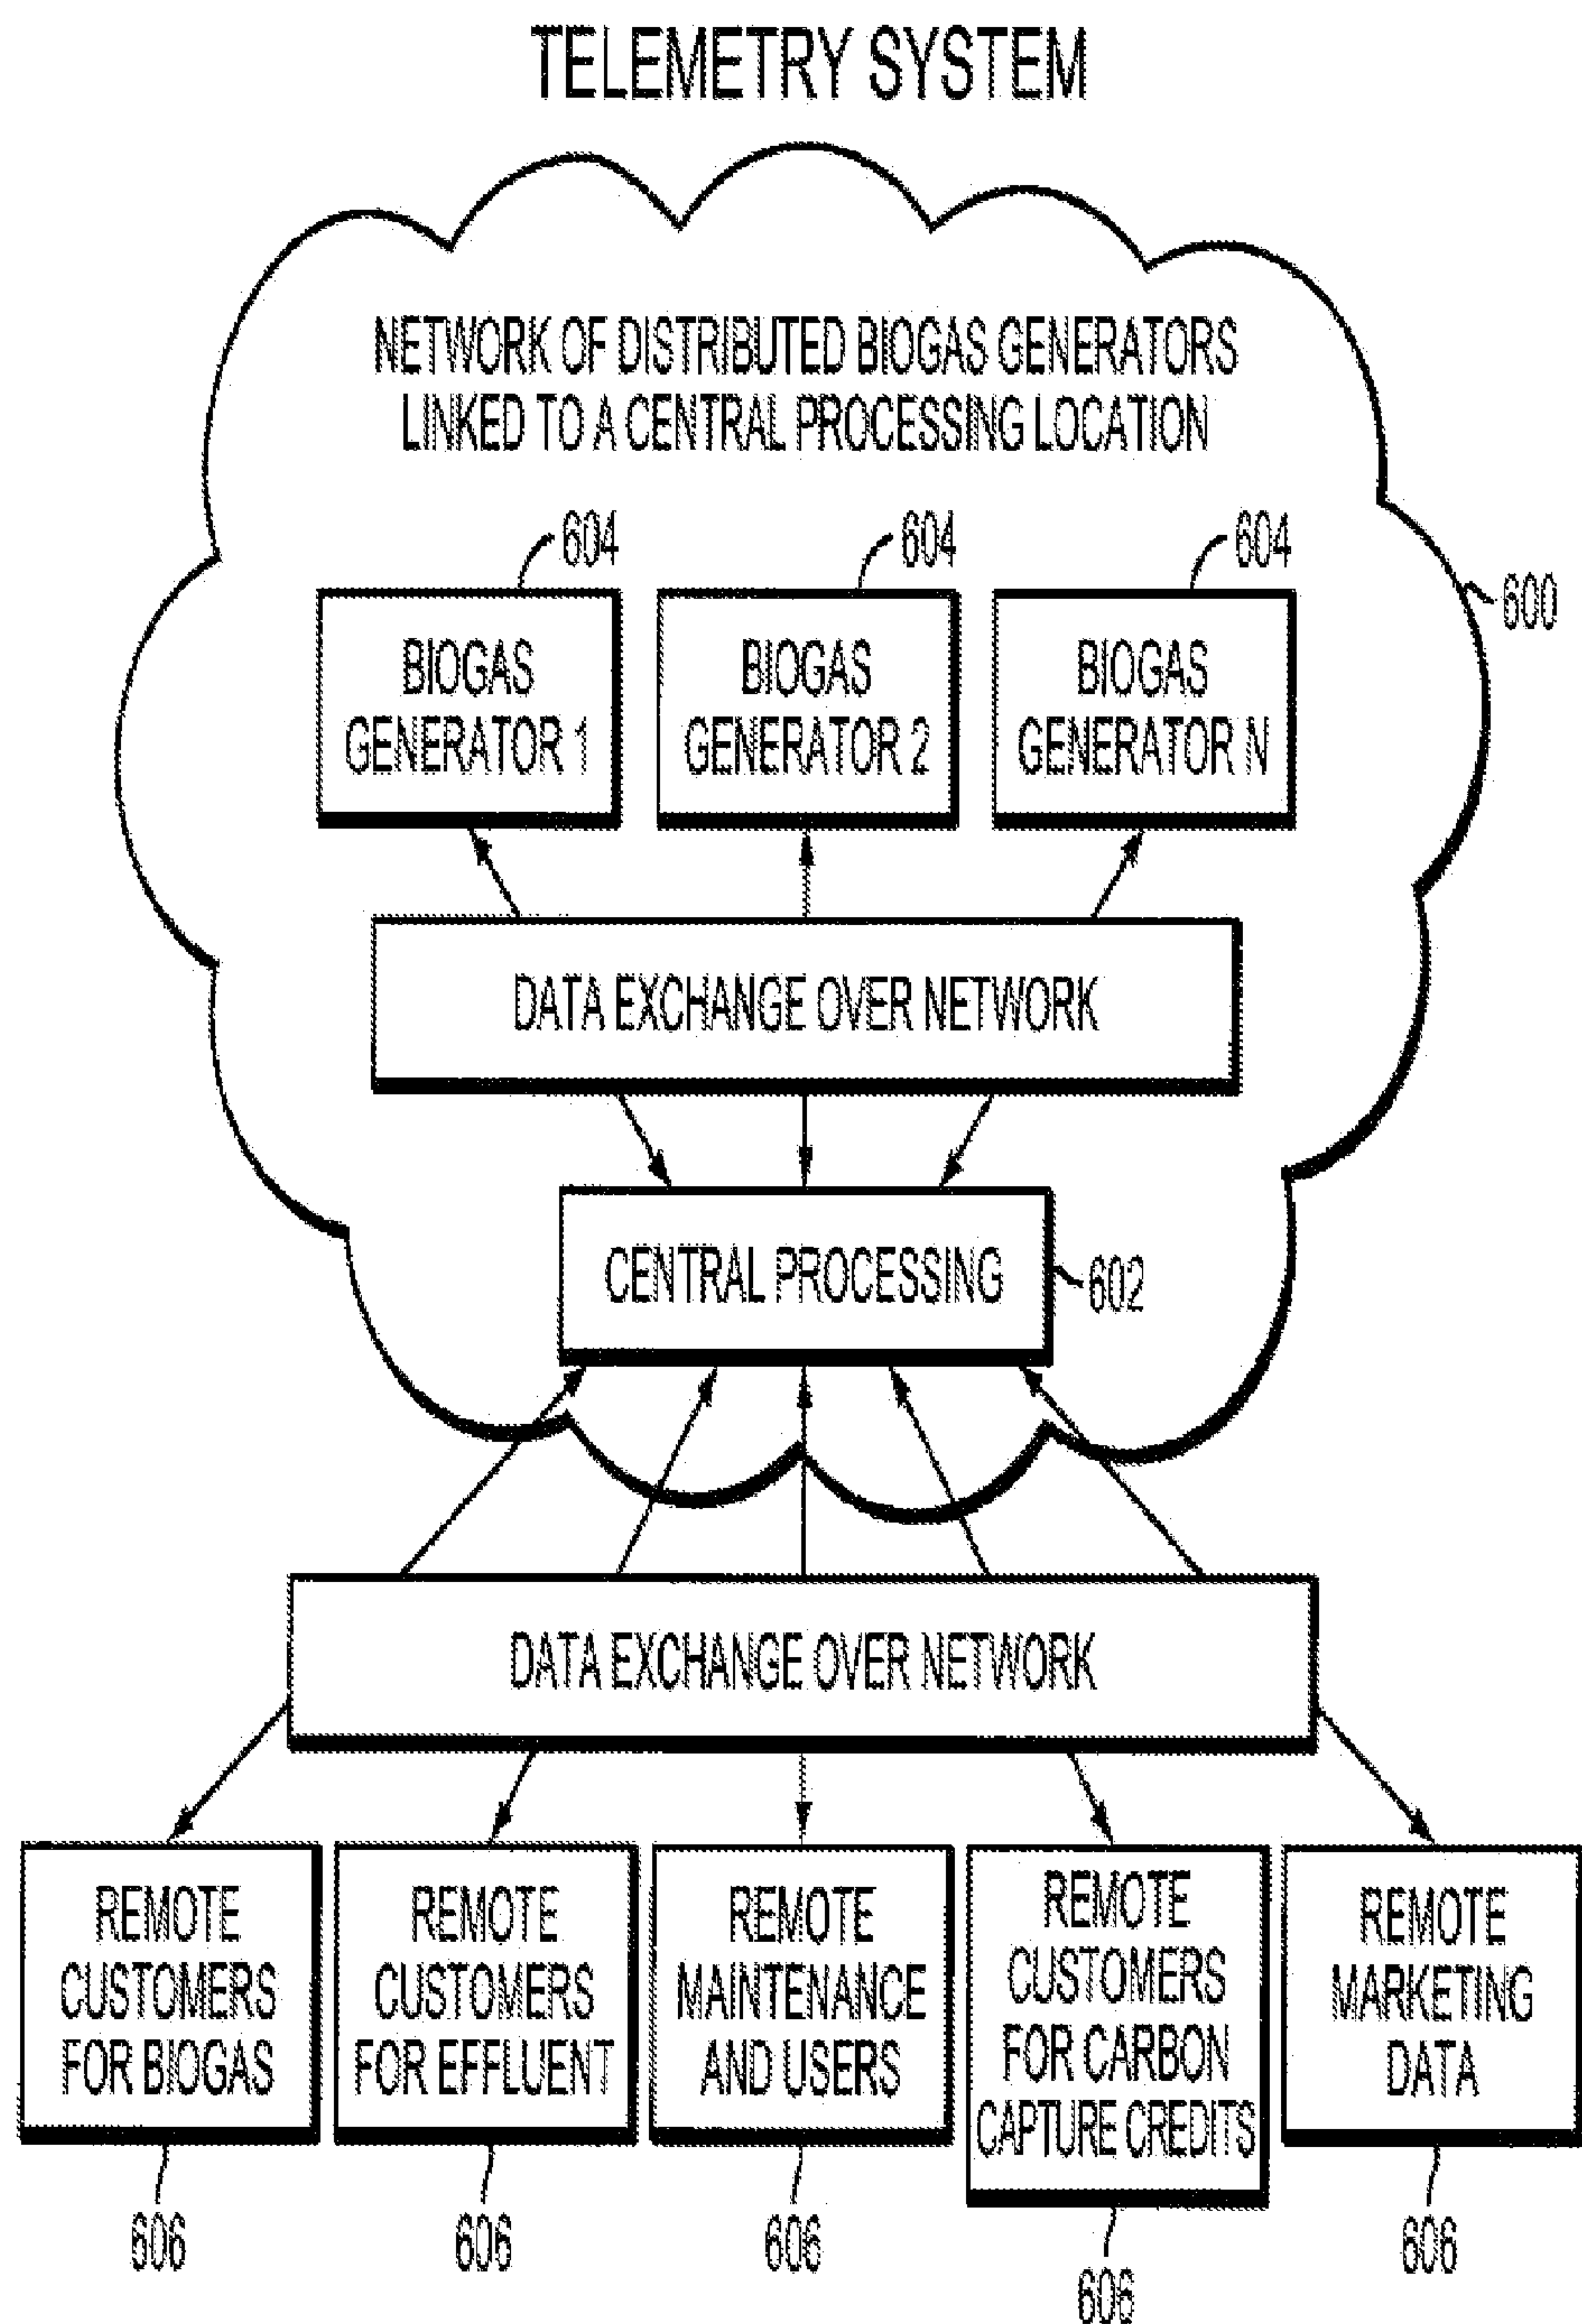 TELEMETRY SYSTEM
NETWORK OF DISTRIBUTED BIOGAS GENERATORS
LINKED TO A CENTRAL PROCESSING LOCATION
604
604
604
600
BIOGAS
GENERATOR 1
BIOGAS
GENERATOR 2
BIOGAS
GENERATOR N
DATA EXCHANGE OVER NETWORK
CENTRAL PROCESSING
602
DATA EXCHANGE OVER NETWORK
REMOTE
CUSTOMERS
FOR BIOGAS
REMOTE
CUSTOMERS
FOR EFFLUENT
REMOTE
MAINTENANCE
AND USERS
REMOTE
CUSTOMERS
FOR CARBON
CAPTURE CREDITS
REMOTE
MARKETING
DATA
606
606
606
606
606